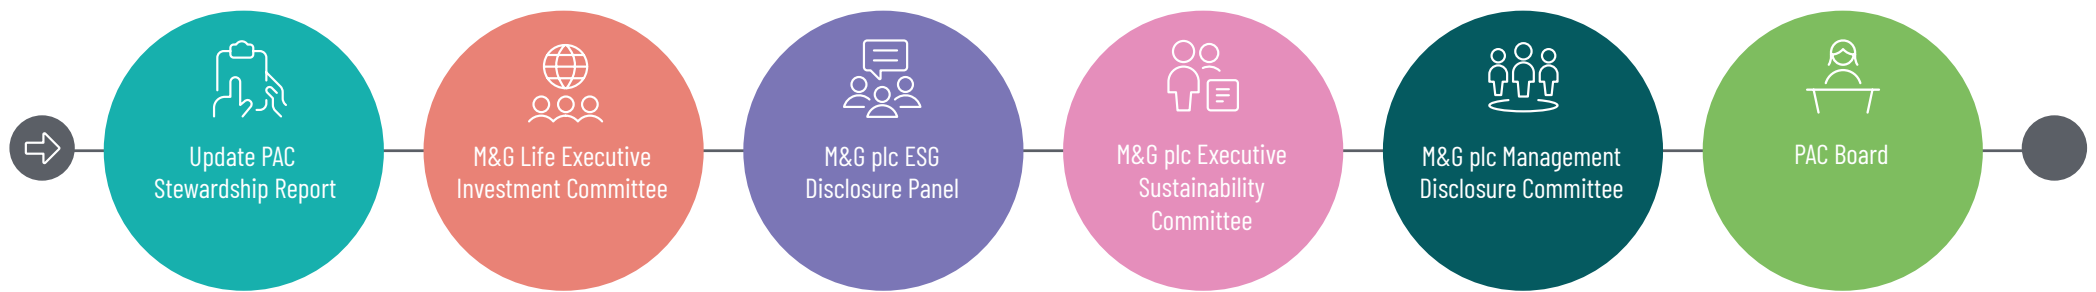 Update PAC
Stewardship Report
M&G Life Executive
Investment Committee
M&G plc ESG
Disclosure Panel
M&G plc Executive
Sustainability
Committee
M&G plc Management
Disclosure Committee
PAC Board